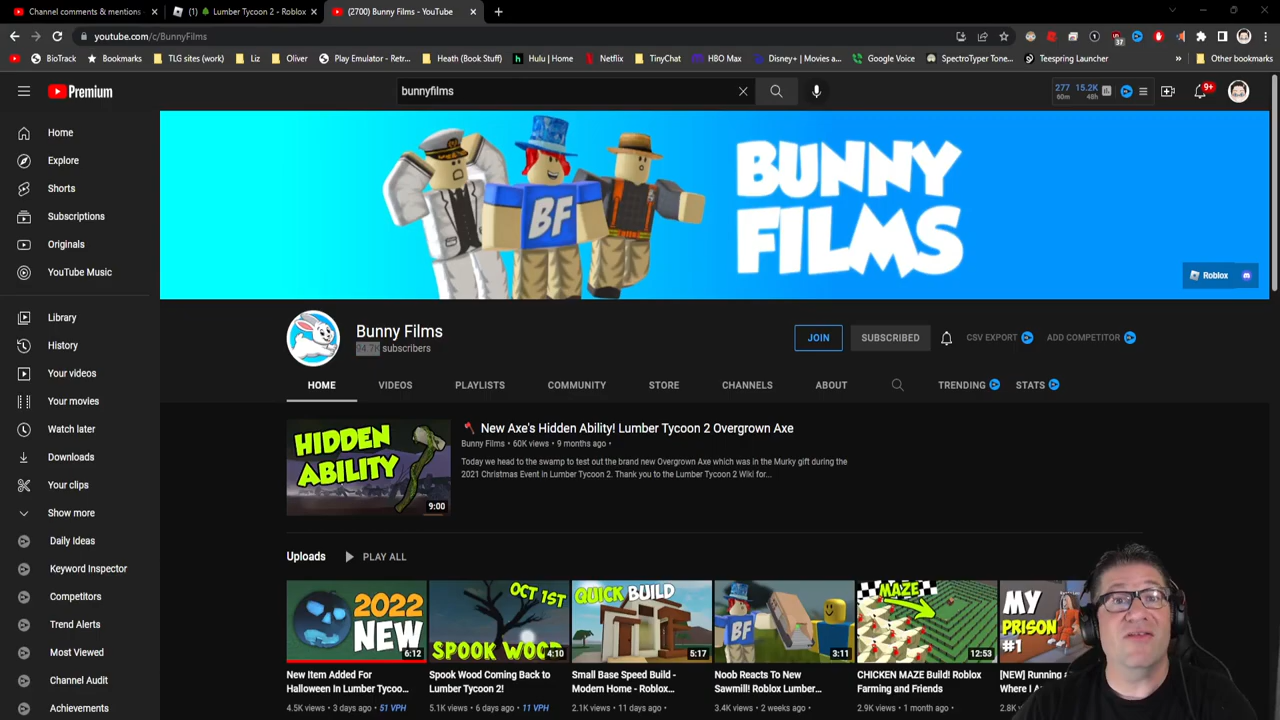 Channel comments & mentions
(1) Lumber Tycoon 2 - Roblox
(2700) Bunny Films - YouTube
youtube.com/c/BunnyFilms
BioTrack
Bookmarks
TLG sites (work)
Liz
Oliver
Play Emulator - Retr...
Heath (Book Stuff)
Hulu | Home
Netflix
TinyChat
HBO Max
Disney+ | Movies a...
Google Voice
SpectroTyper Tone...
Teespring Launcher
Other bookmarks
Premium
bunnyfilms
277 15.2K
60m 48h
9+
Home
Explore
Shorts
Subscriptions
Originals
YouTube Music
Library
History
Your videos
Your movies
Watch later
Downloads
Your clips
Show more
Daily Ideas
Keyword Inspector
Competitors
Trend Alerts
Most Viewed
Channel Audit
Achievements
BF
BUNNY
FILMS
Roblox
Bunny Films
94.7K subscribers
JOIN
SUBSCRIBED
CSV EXPORT
ADD COMPETITOR
HOME
VIDEOS
PLAYLISTS
COMMUNITY
STORE
CHANNELS
ABOUT
TRENDING
STATS
HIDDEN
ABILITY
9:00
New Axe's Hidden Ability! Lumber Tycoon 2 Overgrown Axe
Bunny Films • 60K views • 9 months ago •
Today we head to the swamp to test out the brand new Overgrown Axe which was in the Murky gift during the
2021 Christmas Event in Lumber Tycoon 2. Thank you to the Lumber Tycoon 2 Wiki for...
Uploads
PLAY ALL
2022
NEW
6:12
New Item Added For
Halloween In Lumber Tycoo...
4.5K views • 3 days ago • 51 VPH
OCT 1ST
SPOOK WOOD
4:10
Spook Wood Coming Back to
Lumber Tycoon 2!
5.1K views • 6 days ago • 11 VPH
QUICK BUILD
5:17
Small Base Speed Build -
Modern Home - Roblox...
2.1K views • 11 days ago
BF
3:11
Noob Reacts To New
Sawmill! Roblox Lumber...
3.4K views • 2 weeks ago
MAZE
12:53
CHICKEN MAZE Build! Roblox
Farming and Friends
2.9K views • 1 month ago
MY
PRISON
#1
[NEW] Running
Where I
2.8K